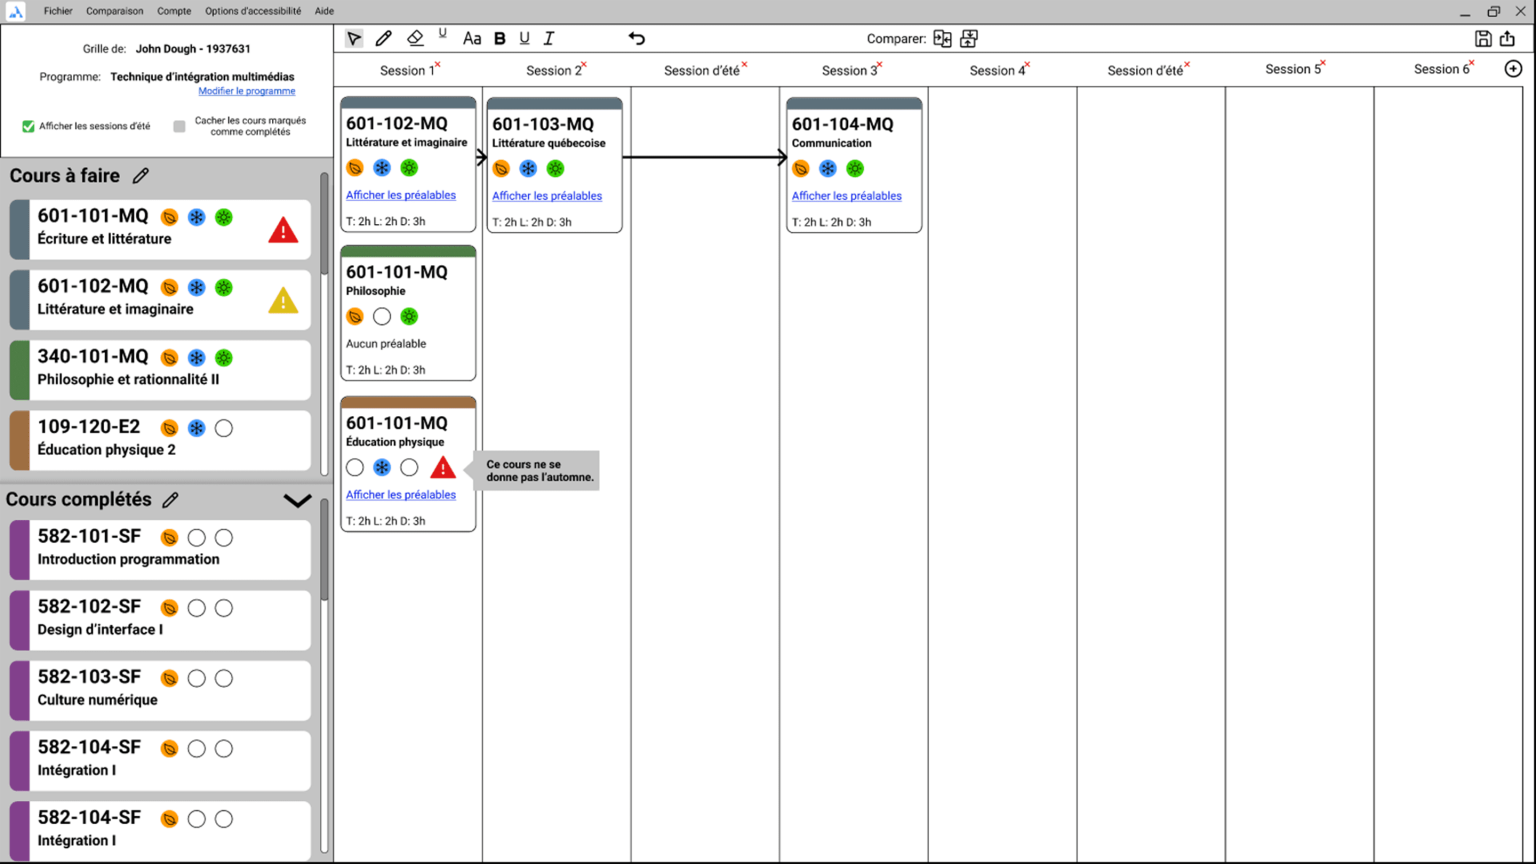 Fichier Comparaison Compte Options d'accessibilité Aide
Grille de: John Dough - 1937631
Programme: Technique d'intégration multimédias
Modifier le programme
Afficher les sessions d'été
Cacher les cours marqués
comme complétés
Cours à faire
601-101-MQ
Écriture et littérature
601-102-MQ
Littérature et imaginaire
340-101-MQ
Philosophie et rationnalité II
109-120-E2
Éducation physique 2
Cours complétés
582-101-SF
Introduction programmation
582-102-SF
Design d'interface I
582-103-SF
Culture numérique
582-104-SF
Intégration I
582-104-SF
Intégration I
U Aa B U I
Comparer:
Session 1 Session 2 Session d'été Session 3 Session 4 Session d'été Session 5 Session 6
601-102-MQ
Littérature et imaginaire
Afficher les préalables
T: 2h L: 2h D: 3h
601-101-MQ
Philosophie
Aucun préalable
T: 2h L: 2h D: 3h
601-101-MQ
Éducation physique
Afficher les préalables
T: 2h L: 2h D: 3h
Ce cours ne se
donne pas l'automne.
601-103-MQ
Littérature québecoise
Afficher les préalables
T: 2h L: 2h D: 3h
601-104-MQ
Communication
Afficher les préalables
T: 2h L: 2h D: 3h